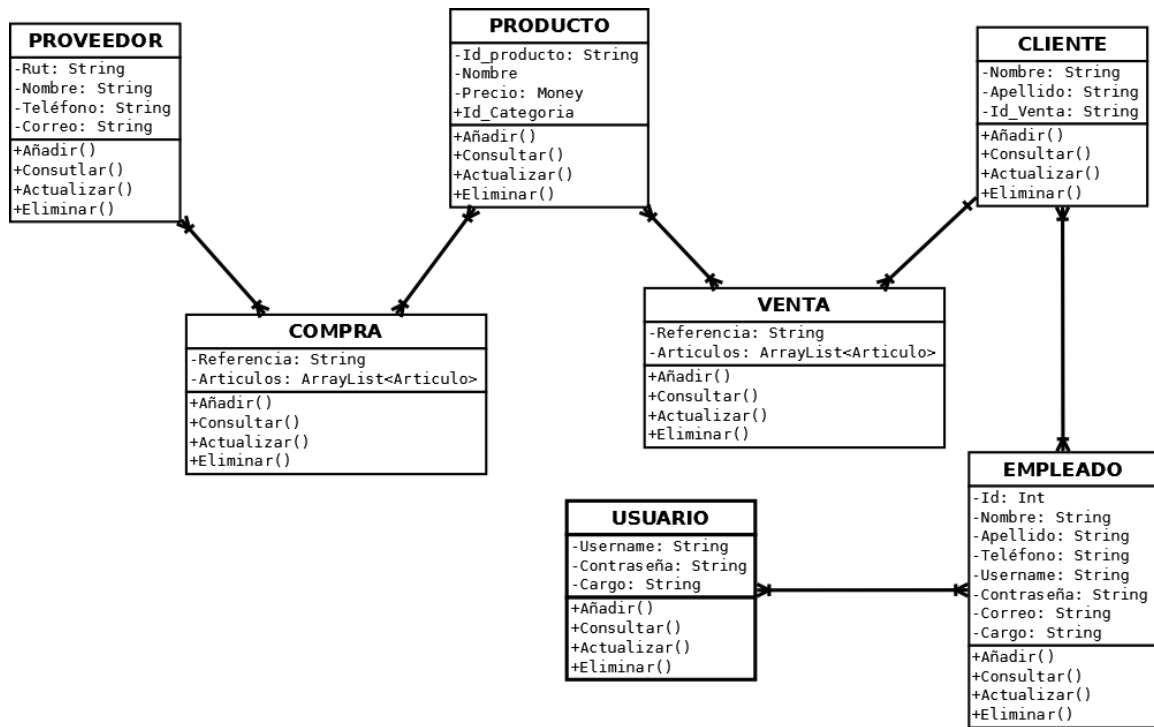 PROVEEDOR
-Rut: String
-Nombre: String
-Teléfono: String
-Correo: String
+Añadir()
+Consutlar()
+Actualizar()
+Eliminar()
PRODUCTO
-Id_producto: String
-Nombre
-Precio: Money
+Id_Categoria
+Añadir()
+Consultar()
+Actualizar()
+Eliminar()
CLIENTE
-Nombre: String
-Apellido: String
-Id_Venta: String
+Añadir()
+Consultar()
+Actualizar()
+Eliminar()
COMPRA
-Referencia: String
-Articulos: ArrayList<Articulo>
+Añadir()
+Consultar()
+Actualizar()
+Eliminar()
VENTA
-Referencia: String
-Articulos: ArrayList<Articulo>
+Añadir()
+Consultar()
+Actualizar()
+Eliminar()
USUARIO
-Username: String
-Contraseña: String
-Cargo: String
+Añadir()
+Consultar()
+Actualizar()
+Eliminar()
EMPLEADO
-Id: Int
-Nombre: String
-Apellido: String
-Teléfono: String
-Username: String
-Contraseña: String
-Correo: String
-Cargo: String
+Añadir()
+Consultar()
+Actualizar()
+Eliminar()